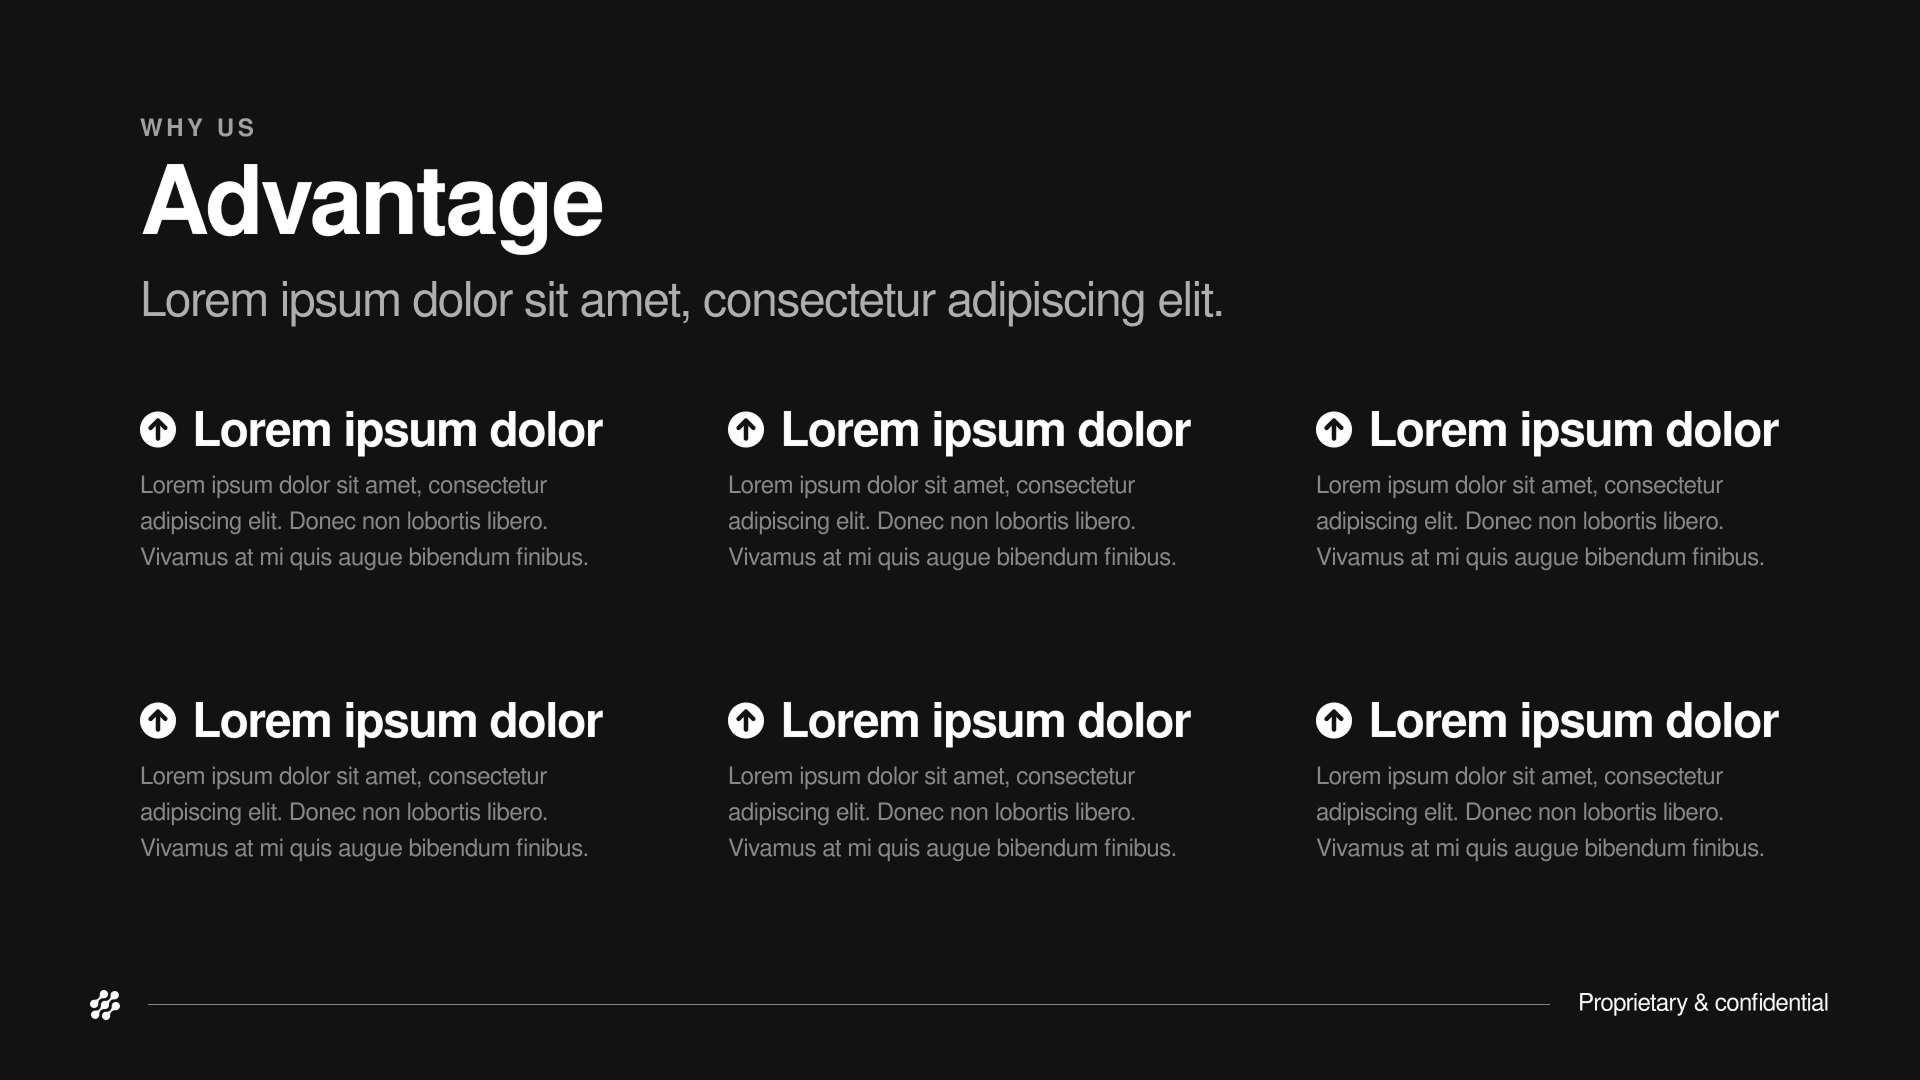 WHY US
Advantage
Lorem ipsum dolor sit amet, consectetur adipiscing elit.
Lorem ipsum dolor
Lorem ipsum dolor sit amet, consectetur
adipiscing elit. Donec non lobortis libero.
Vivamus at mi quis augue bibendum finibus.
Lorem ipsum dolor
Lorem ipsum dolor sit amet, consectetur
adipiscing elit. Donec non lobortis libero.
Vivamus at mi quis augue bibendum finibus.
Lorem ipsum dolor
Lorem ipsum dolor sit amet, consectetur
adipiscing elit. Donec non lobortis libero.
Vivamus at mi quis augue bibendum finibus.
Lorem ipsum dolor
Lorem ipsum dolor sit amet, consectetur
adipiscing elit. Donec non lobortis libero.
Vivamus at mi quis augue bibendum finibus.
Lorem ipsum dolor
Lorem ipsum dolor sit amet, consectetur
adipiscing elit. Donec non lobortis libero.
Vivamus at mi quis augue bibendum finibus.
Lorem ipsum dolor
Lorem ipsum dolor sit amet, consectetur
adipiscing elit. Donec non lobortis libero.
Vivamus at mi quis augue bibendum finibus.
Proprietary & confidential